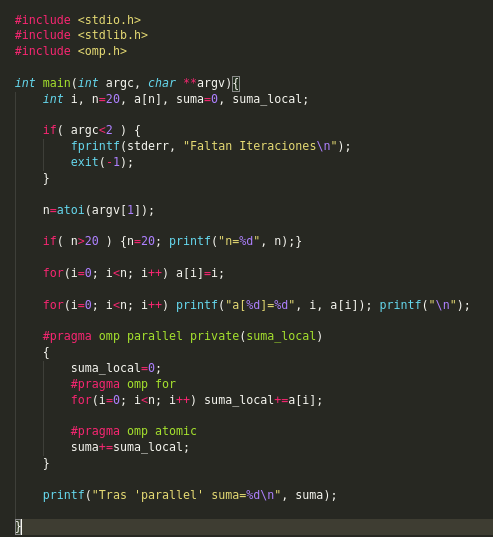 #include <stdio.h>
#include <stdlib.h>
#include <omp.h>
int main(int argc, char **argv){
int i, n=20, a[n], suma=0, suma_local;
if( argc<2 ) {
fprintf(stderr, "Faltan Iteraciones\n");
exit(-1);
}
n=atoi(argv[1]);
if( n>20 ) {n=20; printf("n=%d", n);}
for(i=0; i<n; i++) a[i]=i;
for(i=0; i<n; i++) printf("a[%d]=%d", i, a[i]); printf("\n");
#pragma omp parallel private(suma_local)
{
suma_local=0;
#pragma omp for
for(i=0; i<n; i++) suma_local+=a[i];
#pragma omp atomic
suma+=suma_local;
}
printf("Tras 'parallel' suma=%d\n", suma);
}